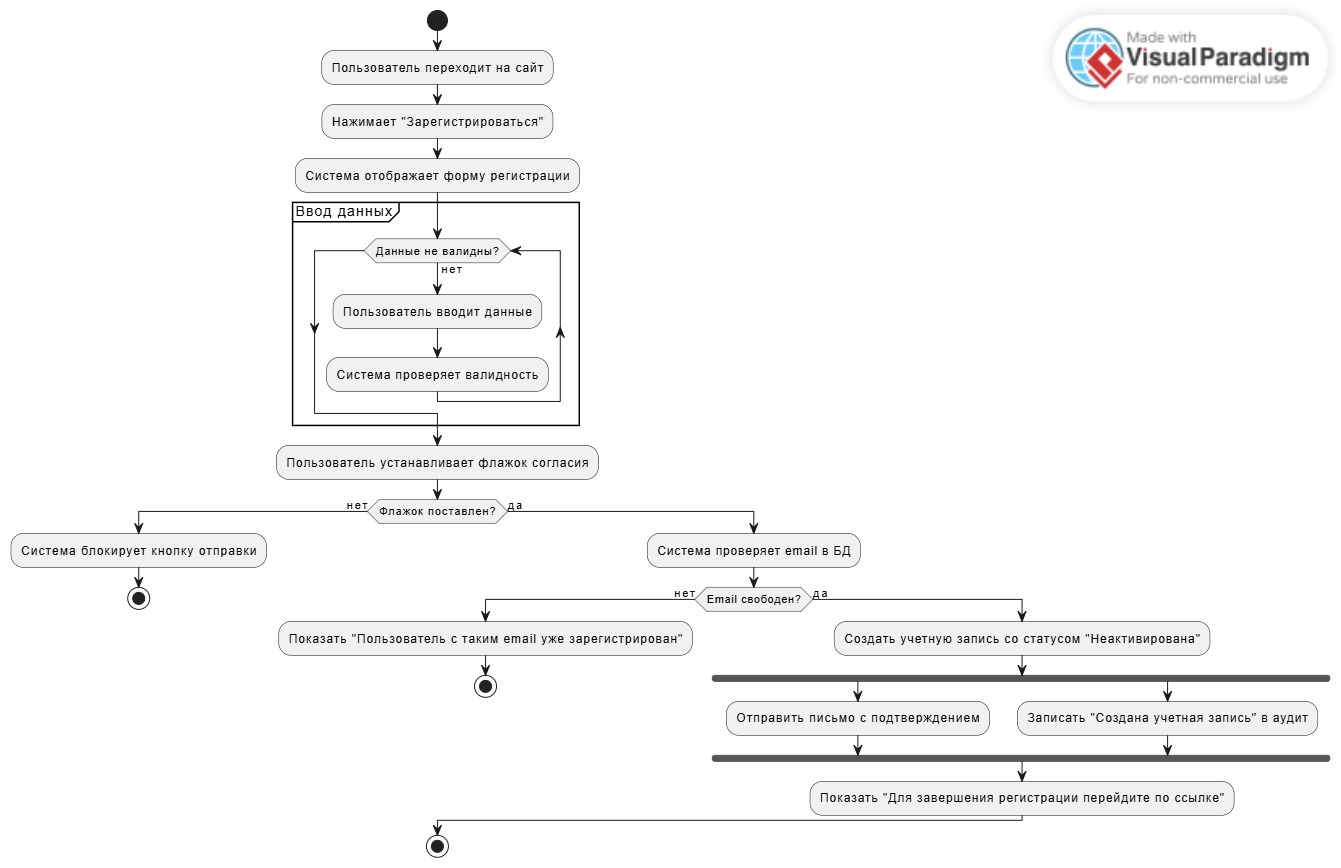 Made with
Visual Paradigm
For non-commercial use
Пользователь переходит на сайт
Нажимает "Зарегистрироваться"
Система отображает форму регистрации
Ввод данных
Данные не валидны?
нет
Пользователь вводит данные
Система проверяет валидность
Пользователь устанавливает флажок согласия
нет
Флажок поставлен?
да
Система блокирует кнопку отправки
Система проверяет email в БД
нет
Email свободен?
да
Показать "Пользователь с таким email уже зарегистрирован"
Создать учетную запись со статусом "Неактивирована"
Отправить письмо с подтверждением
Записать "Создана учетная запись" в аудит
Показать "Для завершения регистрации перейдите по ссылке"